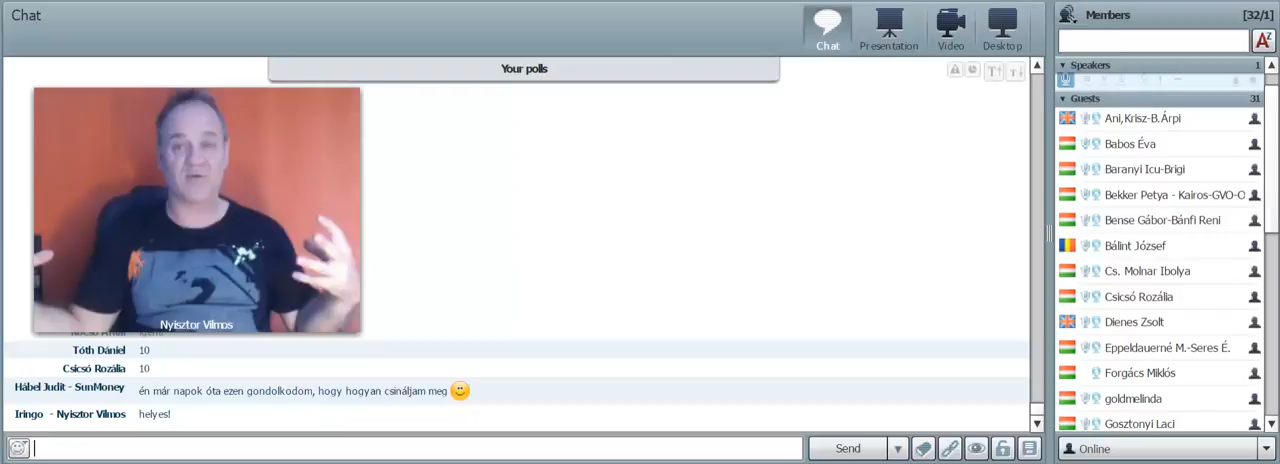 Chat
Chat
Presentation
Video
Desktop
Members
[32/1]
Your polls
Speakers 1
Guests 31
Ani,Krisz-B.Árpi
Babos Éva
Baranyi Icu-Brigi
Bekker Petya - Kairos-GVO-O
Bense Gábor-Bánfi Reni
Bálint József
Cs. Molnar Ibolya
Csicsó Rozália
Dienes Zsolt
Eppeldauerné M.-Seres É.
Forgács Miklós
goldmelinda
Gosztonyi Laci
Nyisztor Vilmos
Tóth Dániel 10
Csicsó Rozália 10
Hábel Judit - SunMoney én már napok óta ezen gondolkodom, hogy hogyan csináljam meg
Iringo - Nyisztor Vilmos helyes!
Send
Online